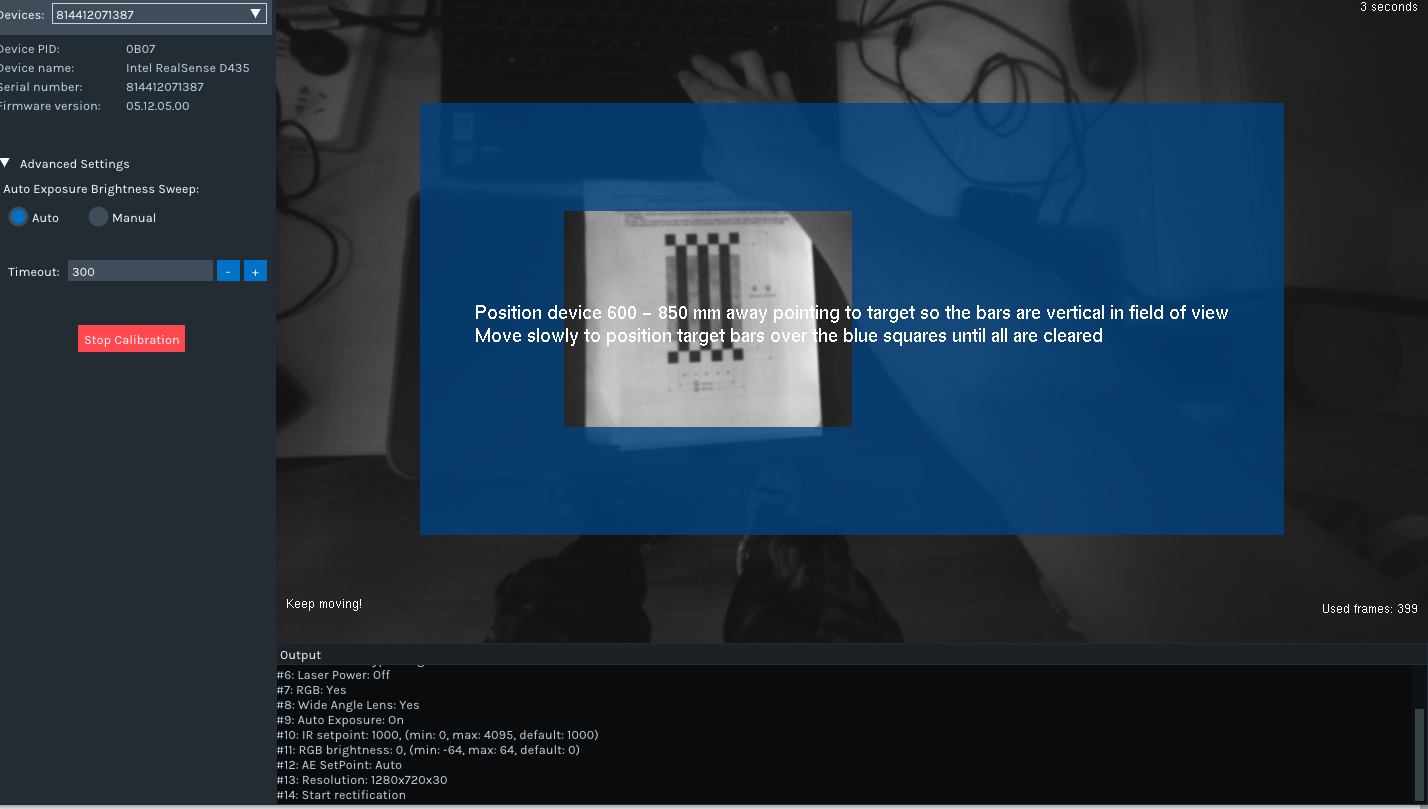 Devices: 814412071387
3 seconds
Device PID: 0B07
Device name: Intel RealSense D435
Serial number: 814412071387
Firmware version: 05.12.05.00
Advanced Settings
Auto Exposure Brightness Sweep:
Auto Manual
Timeout: 300 - +
Stop Calibration
Position device 600 – 850 mm away pointing to target so the bars are vertical in field of view
Move slowly to position target bars over the blue squares until all are cleared
Keep moving!
Used frames: 399
Output
#6: Laser Power: Off
#7: RGB: Yes
#8: Wide Angle Lens: Yes
#9: Auto Exposure: On
#10: IR setpoint: 1000, (min: 0, max: 4095, default: 1000)
#11: RGB brightness: 0, (min: -64, max: 64, default: 0)
#12: AE SetPoint: Auto
#13: Resolution: 1280x720x30
#14: Start rectification